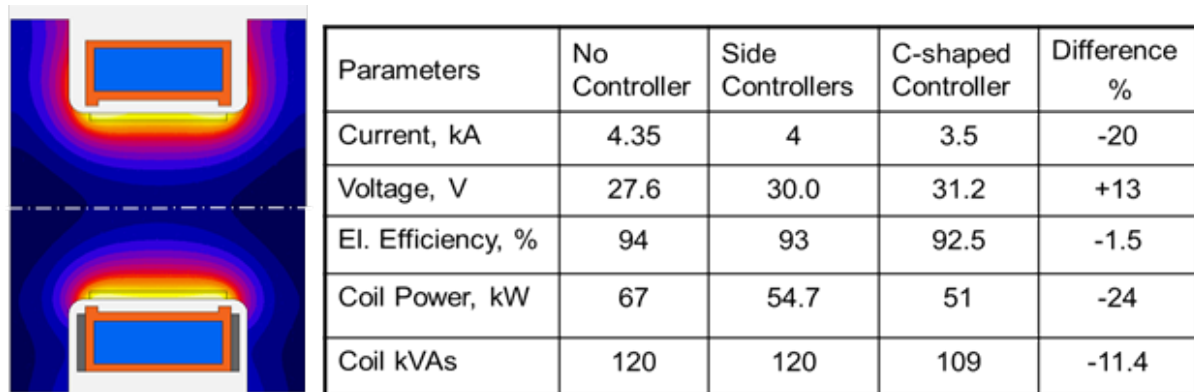 Parameters No Controller Side Controllers C-shaped Controller Difference %
Current, kA 4.35 4 3.5 -20
Voltage, V 27.6 30.0 31.2 +13
El. Efficiency, % 94 93 92.5 -1.5
Coil Power, kW 67 54.7 51 -24
Coil kVAs 120 120 109 -11.4